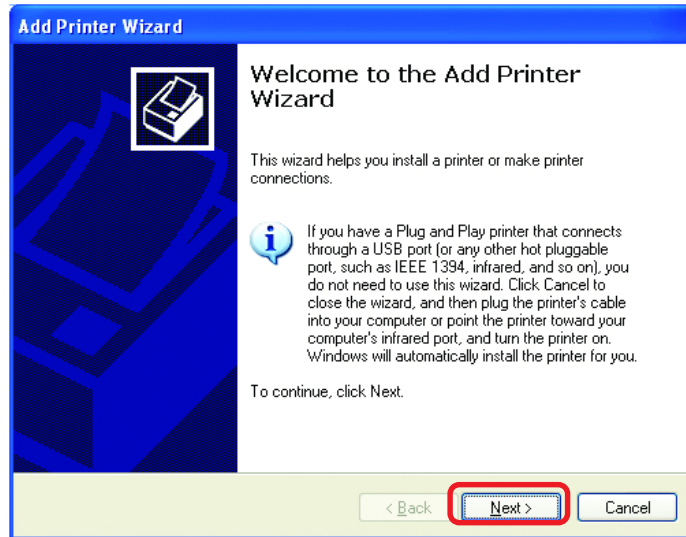 Add Printer Wizard
Welcome to the Add Printer
Wizard
This wizard helps you install a printer or make printer
connections.
If you have a Plug and Play printer that connects
through a USB port (or any other hot pluggable
port, such as IEEE 1394, infrared, and so on), you
do not need to use this wizard. Click Cancel to
close the wizard, and then plug the printer's cable
into your computer or point the printer toward your
computer's infrared port, and turn the printer on.
Windows will automatically install the printer for you.
To continue, click Next.
< Back Next > Cancel